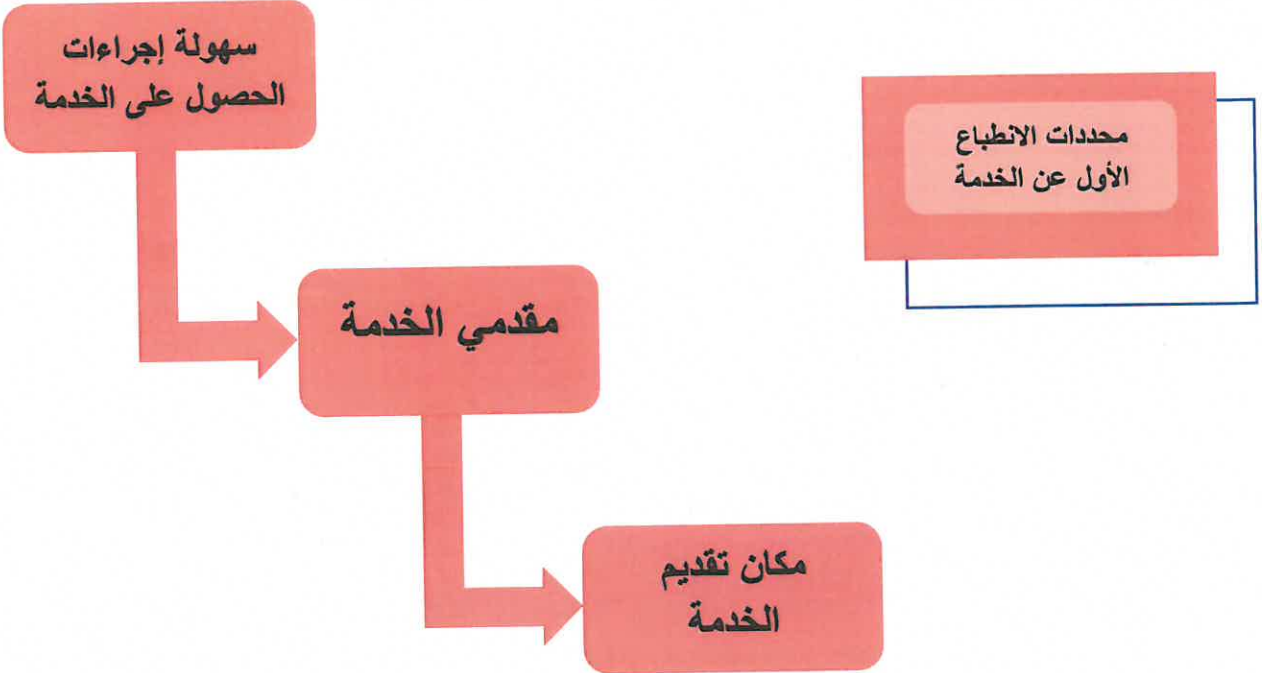 سهولة إجراءات
الحصول على الخدمة
محددات الانطباع
الأول عن الخدمة
مقدمي الخدمة
مكان تقديم
الخدمة